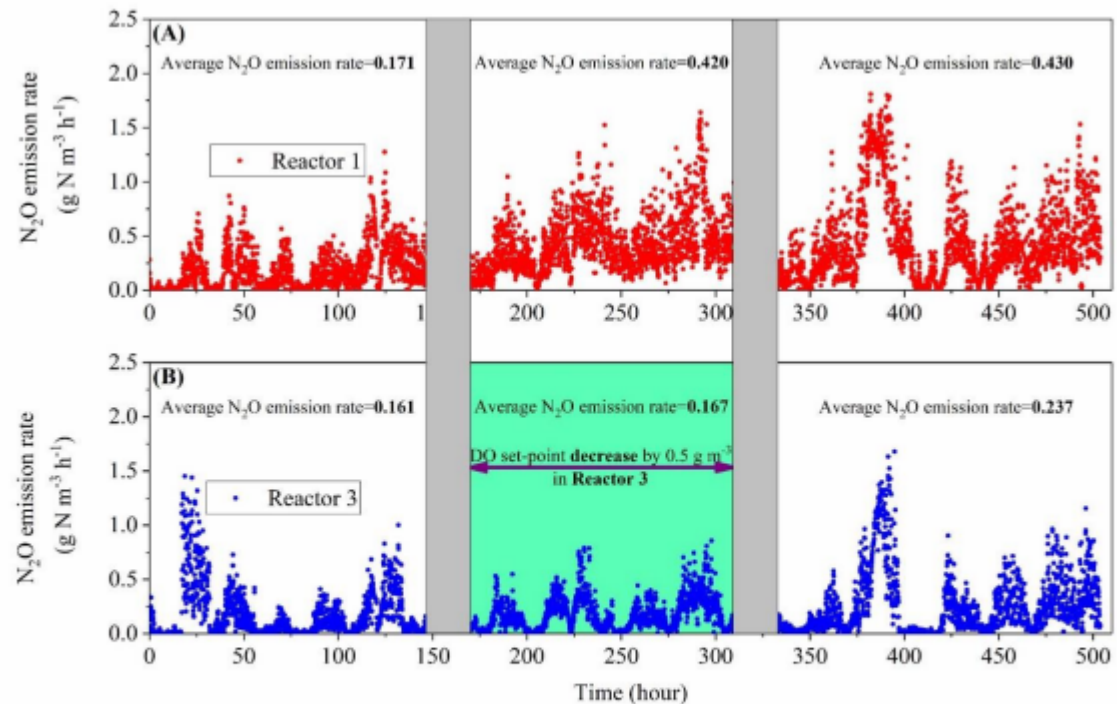 (A)
Average N₂O emission rate=0.171
Average N₂O emission rate=0.420
Average N₂O emission rate=0.430
Reactor 1
N₂O emission rate
(g N m⁻³ h⁻¹)
2.5
2.0
1.5
1.0
0.5
0.0
0 50 100 1 200 250 300 350 400 450 500
(B)
Average N₂O emission rate=0.161
Average N₂O emission rate=0.167
Average N₂O emission rate=0.237
DO set-point decrease by 0.5 g m⁻³
in Reactor 3
Reactor 3
N₂O emission rate
(g N m⁻³ h⁻¹)
2.5
2.0
1.5
1.0
0.5
0.0
0 50 100 150 200 250 300 350 400 450 500
Time (hour)